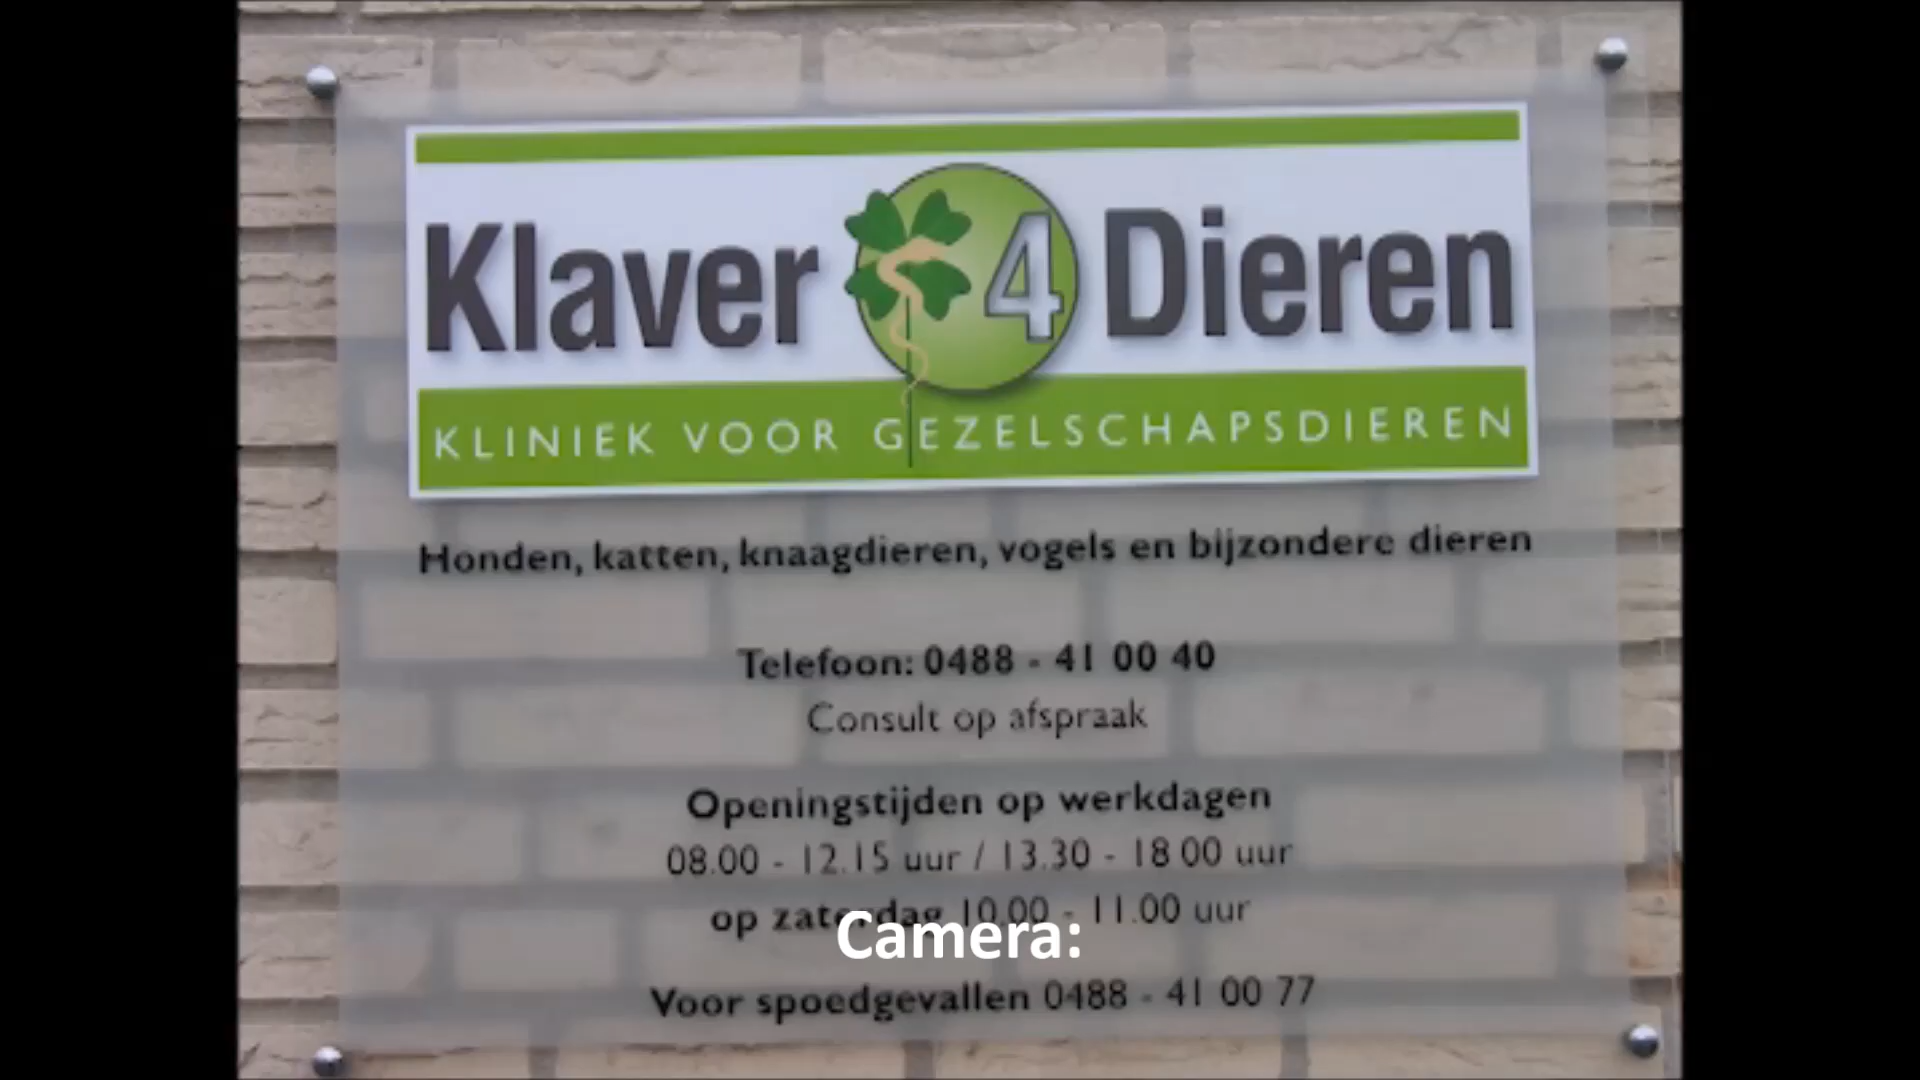 Klaver 4 Dieren
KLINIEK VOOR GEZELSCHAPSDIEREN
Honden, katten, knaagdieren, vogels en bijzondere dieren
Telefoon: 0488 - 41 00 40
Consult op afspraak
Openingstijden op werkdagen
08.00 - 12.15 uur / 13.30 - 18 00 uur
op zaterdag 10.00 - 11.00 uur
Camera:
Voor spoedgevallen 0488 - 41 00 77